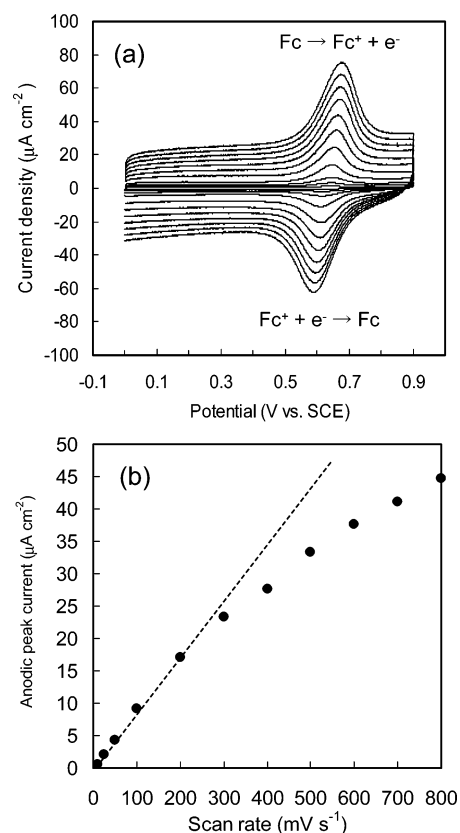 (a)
Fc → Fc⁺ + e⁻
100
80
60
40
20
0
-20
-40
-60
-80
-100
Current density (µA cm⁻²)
Fc⁺ + e⁻ → Fc
-0.1 0.1 0.3 0.5 0.7 0.9
Potential (V vs. SCE)
(b)
50
45
40
35
30
25
20
15
10
5
0
Anodic peak current (µA cm⁻²)
0 100 200 300 400 500 600 700 800
Scan rate (mV s⁻¹)